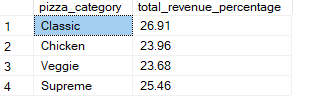 pizza_category total_revenue_percentage
1 Classic 26.91
2 Chicken 23.96
3 Veggie 23.68
4 Supreme 25.46